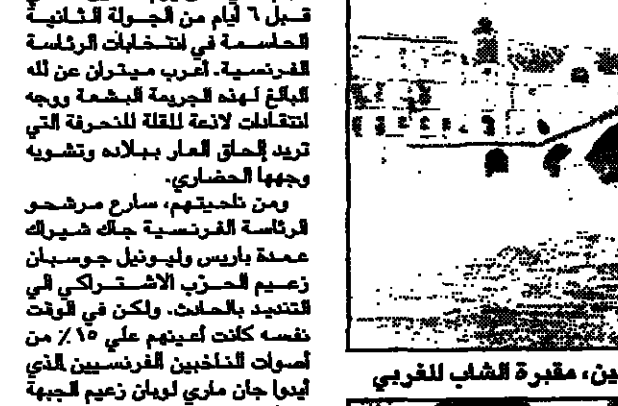 قبل ٦ أيام من الجولة الثانية
الحاسمة في انتخابات الرئاسة
الفرنسية. أعرب ميتران عن ألمه
البالغ لهذه الجريمة البشعة ووجه
انتقادات لاذعة للقلة المنحرفة التي
تريد إلحاق العار ببلاده وتشويه
وجهها الحضاري.
ومن ناحيتهم، سارع مرشحو
الرئاسة الفرنسية جاك شيراك
عمدة باريس وليونيل جوسبان
زعيم الحزب الاشتراكي الي
التنديد بالحادث. ولكن في الوقت
نفسه كانت أعينهم علي ١٥٪ من
أصوات الناخبين الفرنسيين الذي
أيدوا جان ماري لوبان زعيم الجبهة
ين، مقبرة الشاب المغربي